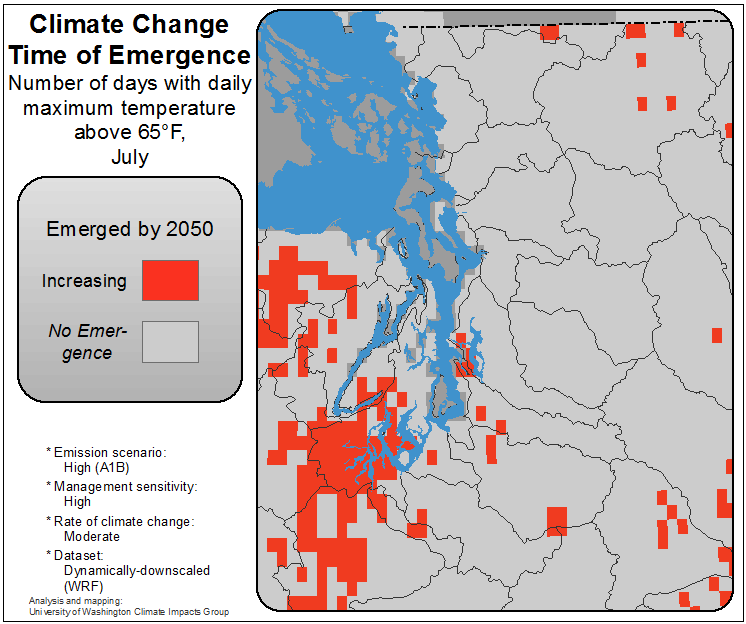 Climate Change
Time of Emergence
Number of days with daily
maximum temperature
above 65°F,
July
Emerged by 2050
Increasing
No Emer-
gence
* Emission scenario:
High (A1B)
* Management sensitivity:
High
* Rate of climate change:
Moderate
* Dataset:
Dynamically-downscaled
(WRF)
Analysis and mapping:
University of Washington Climate Impacts Group